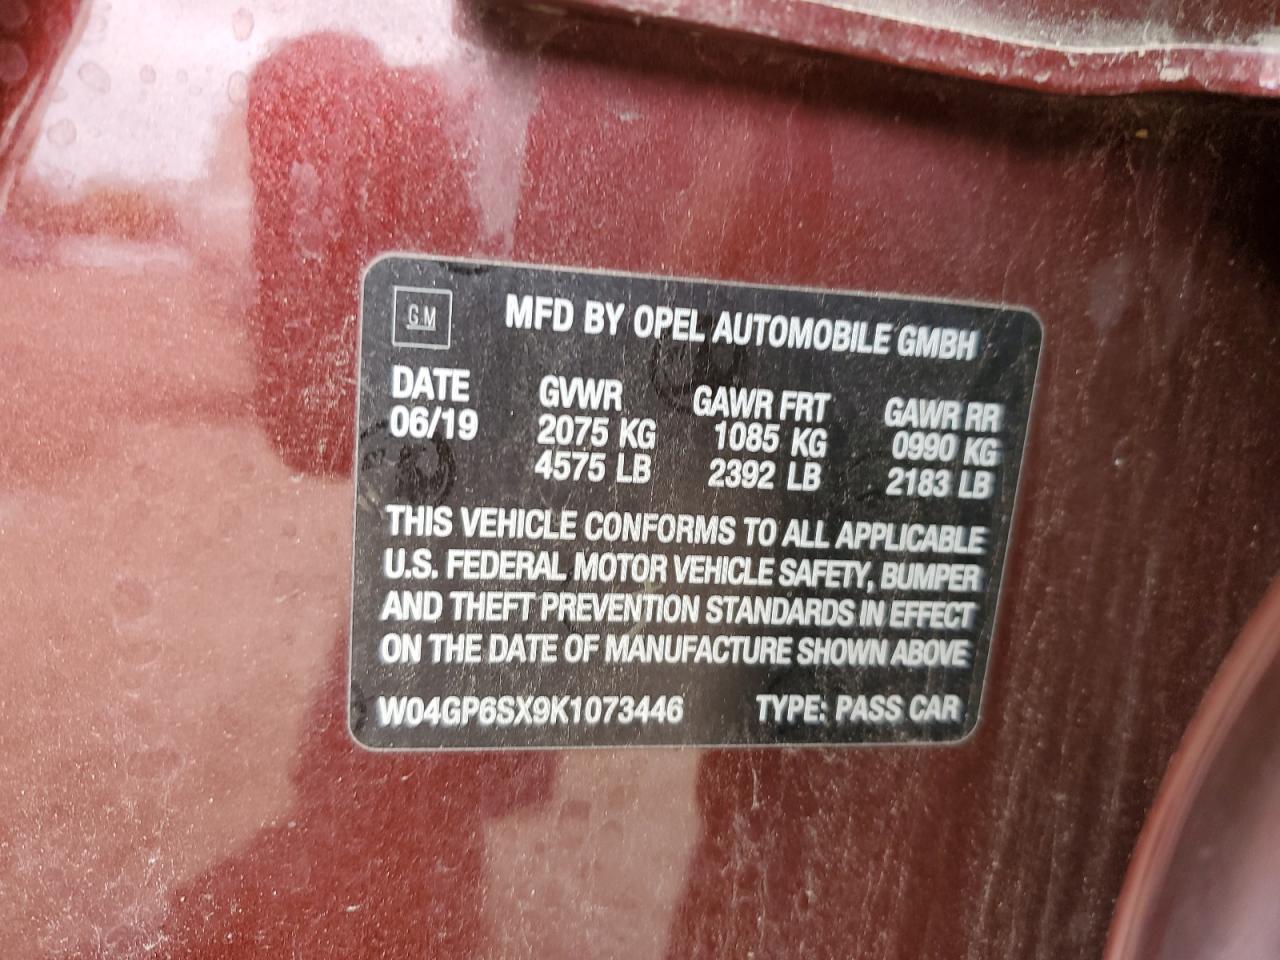 GM
MFD BY OPEL AUTOMOBILE GMBH
DATE GVWR GAWR FRT GAWR RR
06/19 2075 KG 1085 KG 0990 KG
4575 LB 2392 LB 2183 LB
THIS VEHICLE CONFORMS TO ALL APPLICABLE
U.S. FEDERAL MOTOR VEHICLE SAFETY, BUMPER
AND THEFT PREVENTION STANDARDS IN EFFECT
ON THE DATE OF MANUFACTURE SHOWN ABOVE
W04GP6SX9K1073446 TYPE: PASS CAR